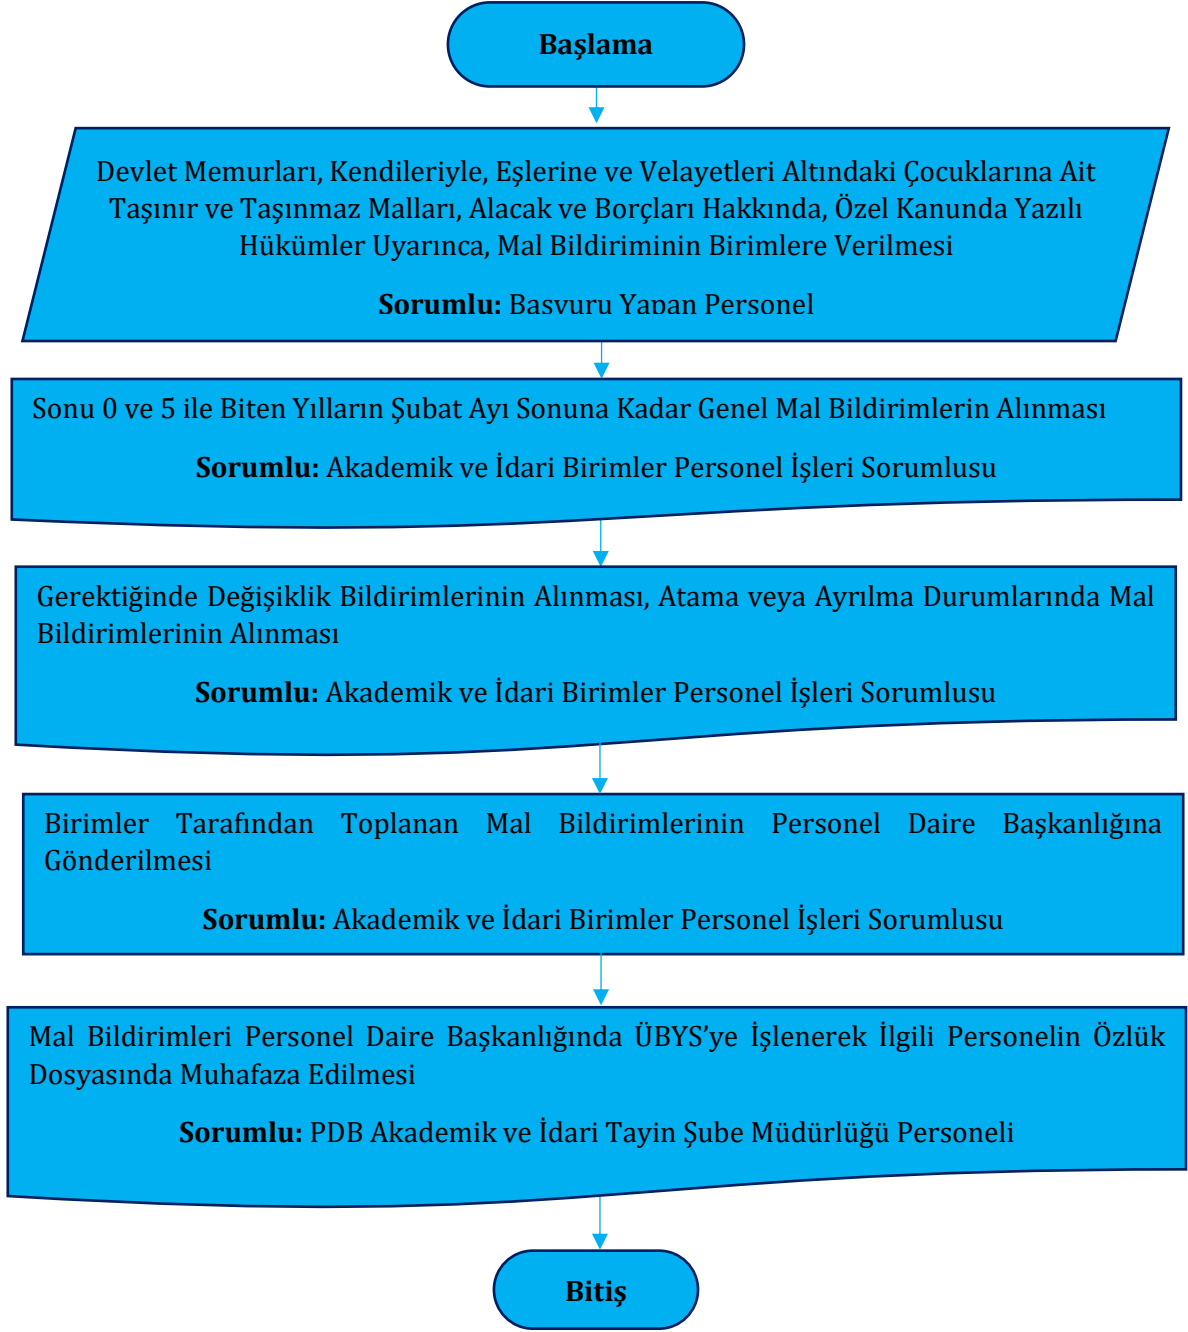 Başlama
Devlet Memurları, Kendileriyle, Eşlerine ve Velayetleri Altındaki Çocuklarına Ait
Taşınır ve Taşınmaz Malları, Alacak ve Borçları Hakkında, Özel Kanunda Yazılı
Hükümler Uyarınca, Mal Bildiriminin Birimlere Verilmesi
Sorumlu: Başvuru Yapan Personel
Sonu 0 ve 5 ile Biten Yılların Şubat Ayı Sonuna Kadar Genel Mal Bildirimlerin Alınması
Sorumlu: Akademik ve İdari Birimler Personel İşleri Sorumlusu
Gerektiğinde Değişiklik Bildirimlerinin Alınması, Atama veya Ayrılma Durumlarında Mal
Bildirimlerinin Alınması
Sorumlu: Akademik ve İdari Birimler Personel İşleri Sorumlusu
Birimler Tarafından Toplanan Mal Bildirimlerinin Personel Daire Başkanlığına
Gönderilmesi
Sorumlu: Akademik ve İdari Birimler Personel İşleri Sorumlusu
Mal Bildirimleri Personel Daire Başkanlığında ÜBYS’ye İşlenerek İlgili Personelin Özlük
Dosyasında Muhafaza Edilmesi
Sorumlu: PDB Akademik ve İdari Tayin Şube Müdürlüğü Personeli
Bitiş